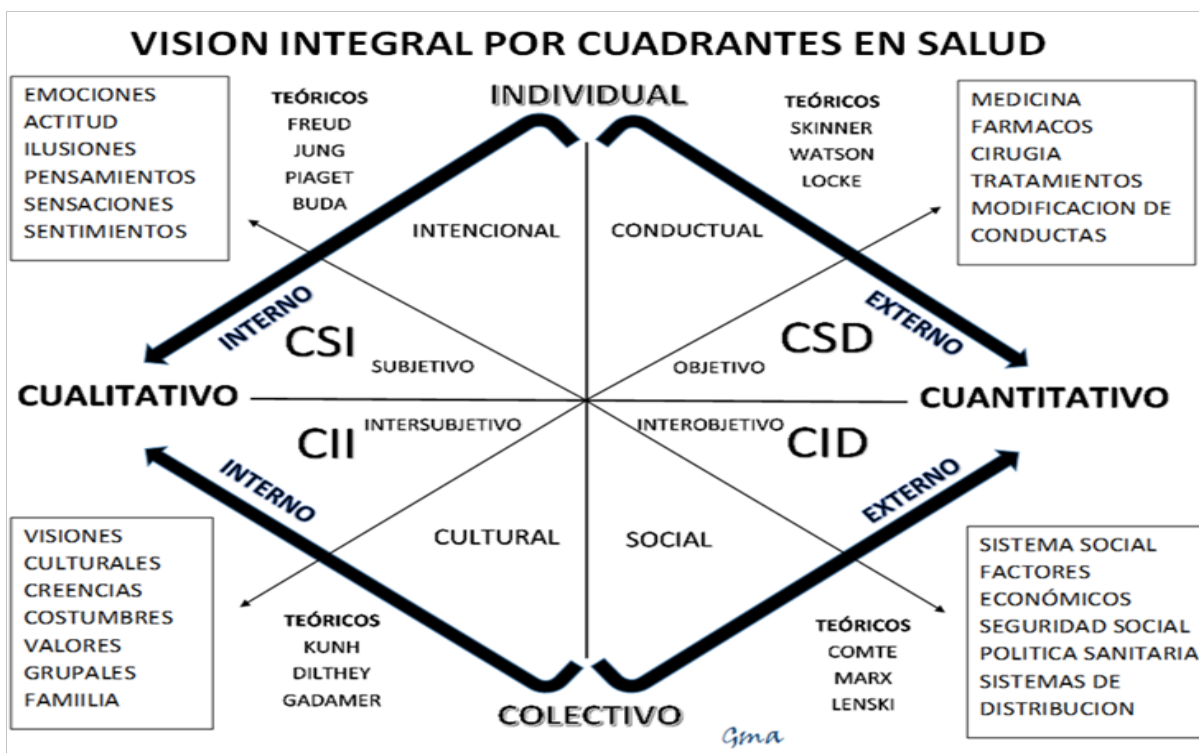 VISION INTEGRAL POR CUADRANTES EN SALUD
EMOCIONES
ACTITUD
ILUSIONES
PENSAMIENTOS
SENSACIONES
SENTIMIENTOS
TEÓRICOS
FREUD
JUNG
PIAGET
BUDA
INDIVIDUAL
TEÓRICOS
SKINNER
WATSON
LOCKE
MEDICINA
FARMACOS
CIRUGIA
TRATAMIENTOS
MODIFICACION DE
CONDUCTAS
INTENCIONAL
CONDUCTUAL
INTERNO
EXTERNO
CSI
SUBJETIVO
OBJETIVO
CSD
CUALITATIVO
CUANTITATIVO
CII
INTERSUBJETIVO
INTEROBJETIVO
CID
INTERNO
EXTERNO
CULTURAL
SOCIAL
VISIONES
CULTURALES
CREENCIAS
COSTUMBRES
VALORES
GRUPALES
FAMIILIA
TEÓRICOS
KUNH
DILTHEY
GADAMER
COLECTIVO
TEÓRICOS
COMTE
MARX
LENSKI
SISTEMA SOCIAL
FACTORES
ECONÓMICOS
SEGURIDAD SOCIAL
POLITICA SANITARIA
SISTEMAS DE
DISTRIBUCION
Gma